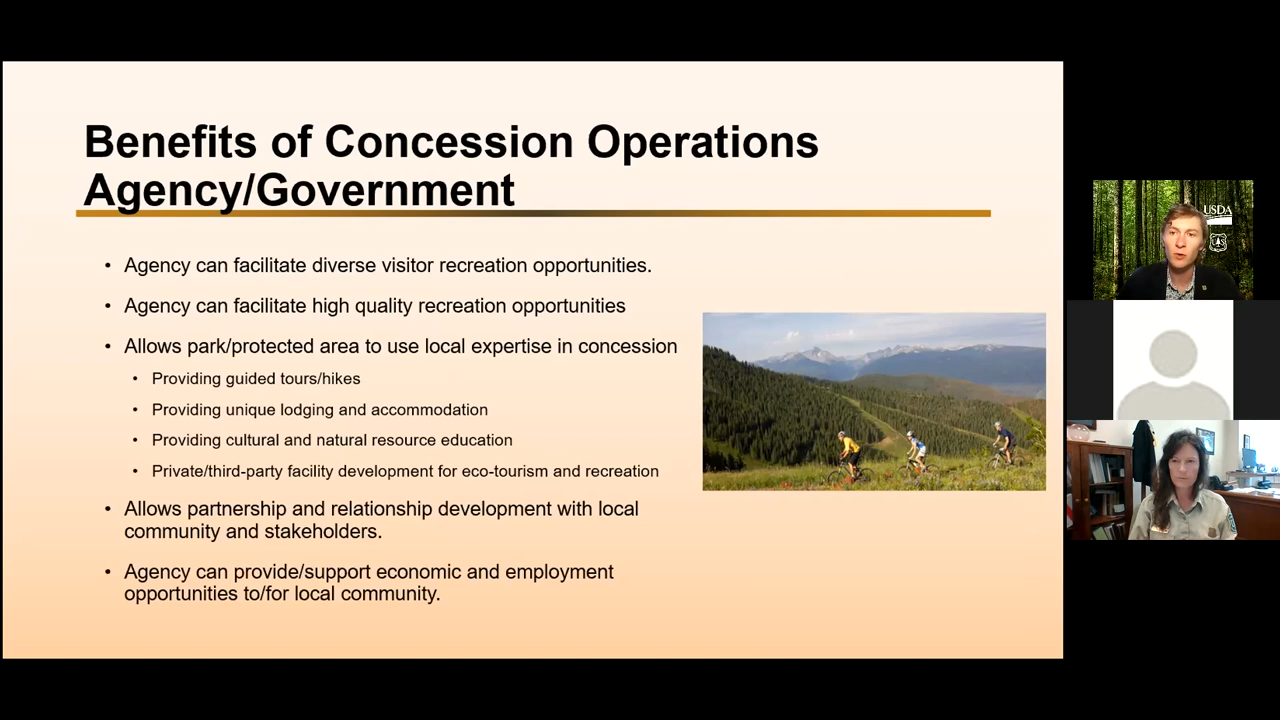 Benefits of Concession Operations
Agency/Government
• Agency can facilitate diverse visitor recreation opportunities.
• Agency can facilitate high quality recreation opportunities
• Allows park/protected area to use local expertise in concession
• Providing guided tours/hikes
• Providing unique lodging and accommodation
• Providing cultural and natural resource education
• Private/third-party facility development for eco-tourism and recreation
• Allows partnership and relationship development with local
community and stakeholders.
• Agency can provide/support economic and employment
opportunities to/for local community.
USDA